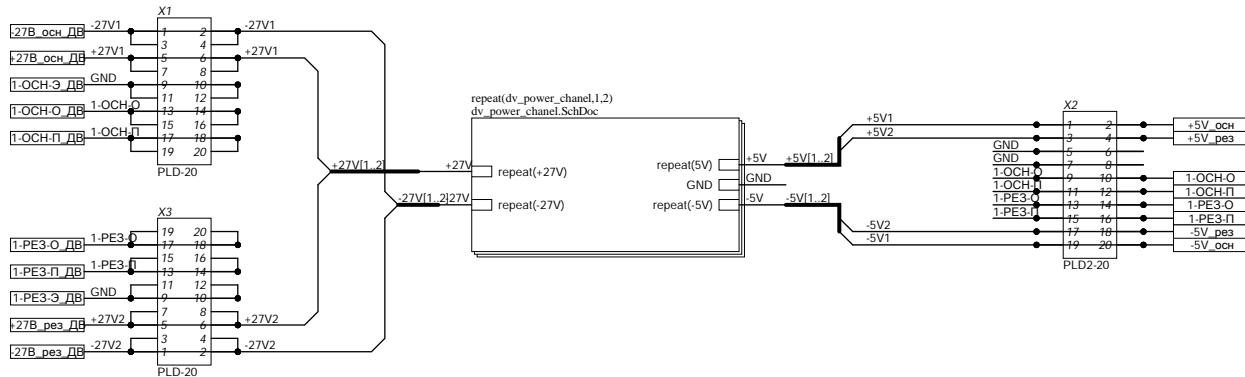 X1
-27В_осн_ДВ -27V1 1 2 -27V1
3 4
+27В_осн_ДВ +27V1 5 6 +27V1
7 8
1-ОСН-Э_ДВ GND 9 10
11 12
1-ОСН-О_ДВ 1-ОСН-О 13 14
15 16
1-ОСН-П_ДВ 1-ОСН-П 17 18
19 20
PLD-20
X3
19 20
1-РЕЗ-О_ДВ 1-РЕЗ-О 17 18
15 16
1-РЕЗ-П_ДВ 1-РЕЗ-П 13 14
11 12
1-РЕЗ-Э_ДВ GND 9 10
7 8
+27В_рез_ДВ +27V2 5 6 +27V2
3 4
-27В_рез_ДВ -27V2 1 2 -27V2
PLD-20
+27V[1..2] +27V
-27V[1..2] -27V
repeat(dv_power_chanel,1,2)
dv_power_chanel.SchDoc
repeat(+27V)
repeat(-27V)
repeat(5V) +5V +5V[1..2]
GND GND
repeat(-5V) -5V -5V[1..2]
+5V1
+5V2
-5V2
-5V1
X2
1 2 +5V_осн
3 4 +5V_рез
GND 5 6
GND 7 8
1-ОСН-О 9 10 1-ОСН-О
1-ОСН-П 11 12 1-ОСН-П
1-РЕЗ-О 13 14 1-РЕЗ-О
1-РЕЗ-П 15 16 1-РЕЗ-П
17 18 -5V_рез
19 20 -5V_осн
PLD2-20